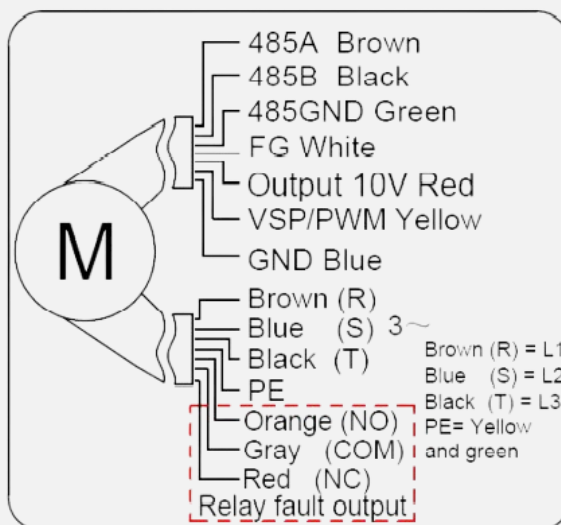 485A Brown
485B Black
485GND Green
FG White
Output 10V Red
VSP/PWM Yellow
GND Blue
M
Brown (R)
Blue (S) 3~
Black (T)
PE
Orange (NO)
Gray (COM)
Red (NC)
Relay fault output
Brown (R) = L1
Blue (S) = L2
Black (T) = L3
PE= Yellow
and green